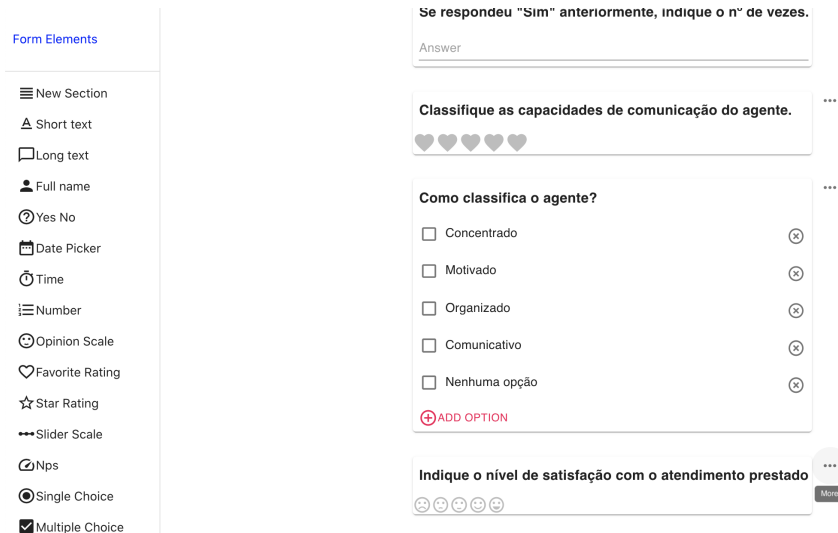 Form Elements
New Section
Short text
Long text
Full name
Yes No
Date Picker
Time
Number
Opinion Scale
Favorite Rating
Star Rating
Slider Scale
Nps
Single Choice
Multiple Choice
Se respondeu "Sim" anteriormente, indique o nº de vezes.
Answer
Classifique as capacidades de comunicação do agente.
Como classifica o agente?
Concentrado
Motivado
Organizado
Comunicativo
Nenhuma opção
ADD OPTION
Indique o nível de satisfação com o atendimento prestado
More